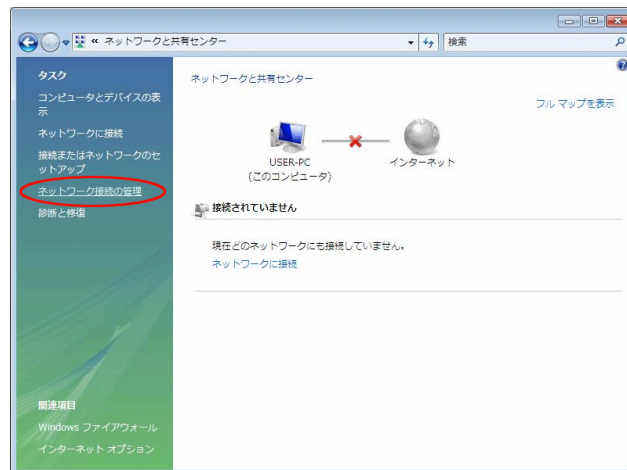 « ネットワークと共有センター
検索
タスク
コンピュータとデバイスの表
示
ネットワークに接続
接続またはネットワークのセ
ットアップ
ネットワーク接続の管理
診断と修復
関連項目
Windows ファイアウォール
インターネット オプション
ネットワークと共有センター
フル マップを表示
USER-PC
(このコンピュータ)
インターネット
接続されていません
現在どのネットワークにも接続していません。
ネットワークに接続